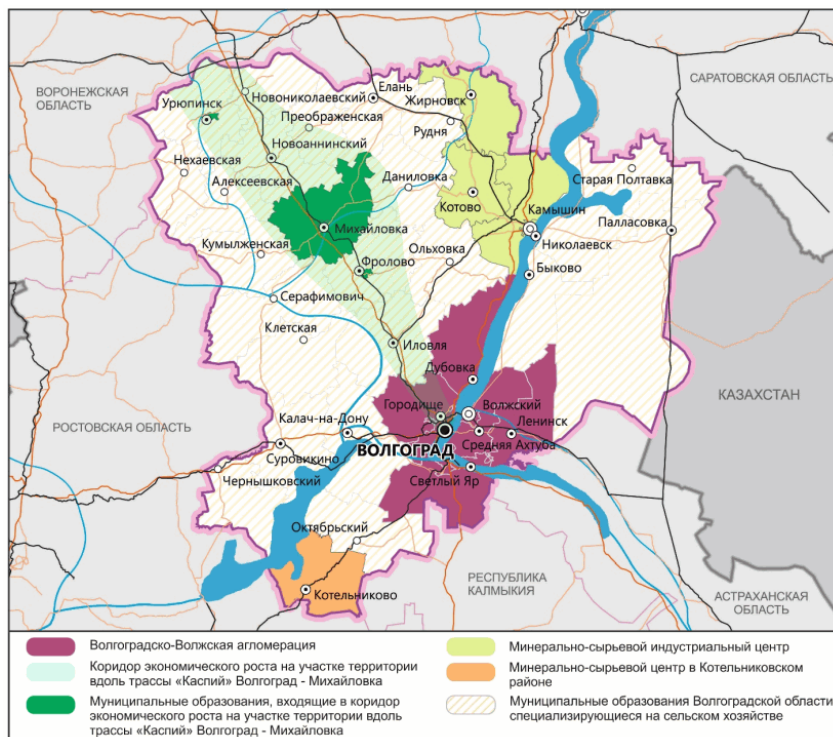 ВОРОНЕЖСКАЯ
ОБЛАСТЬ
САРАТОВСКАЯ ОБЛАСТЬ
Елань
Урюпинск
Новониколаевский
Жирновск
Преображенская
Рудня
Новоаннинский
Нехаевская
Алексеевская
Даниловка
Старая Полтавка
Котово
Камышин
Михайловка
Палласовка
Николаевск
Кумылженская
Ольховка
Фролово
Быково
Серафимович
Клетская
Иловля
Дубовка
КАЗАХСТАН
Городище
Волжский
РОСТОВСКАЯ ОБЛАСТЬ
Калач-на-Дону
Ленинск
ВОЛГОГРАД
Средняя Ахтуба
Суровикино
Чернышковский
Светлый Яр
Октябрьский
РЕСПУБЛИКА
КАЛМЫКИЯ
АСТРАХАНСКАЯ
ОБЛАСТЬ
Котельниково
Волгоградско-Волжская агломерация
Коридор экономического роста на участке территории
вдоль трассы «Каспий» Волгоград - Михайловка
Муниципальные образования, входящие в коридор
экономического роста на участке территории вдоль
трассы «Каспий» Волгоград - Михайловка
Минерально-сырьевой индустриальный центр
Минерально-сырьевой центр в Котельниковском
районе
Муниципальные образования Волгоградской области,
специализирующиеся на сельском хозяйстве